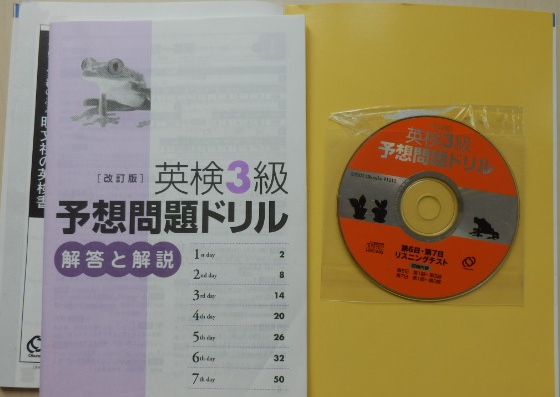 [改訂版] 英検3級
予想問題ドリル
解答と解説
1st day 2
2nd day 8
3rd day 14
4th day 20
5th day 26
6th day 32
7th day 50
英検3級
予想問題ドリル
第6日・第7日
リスニングテスト